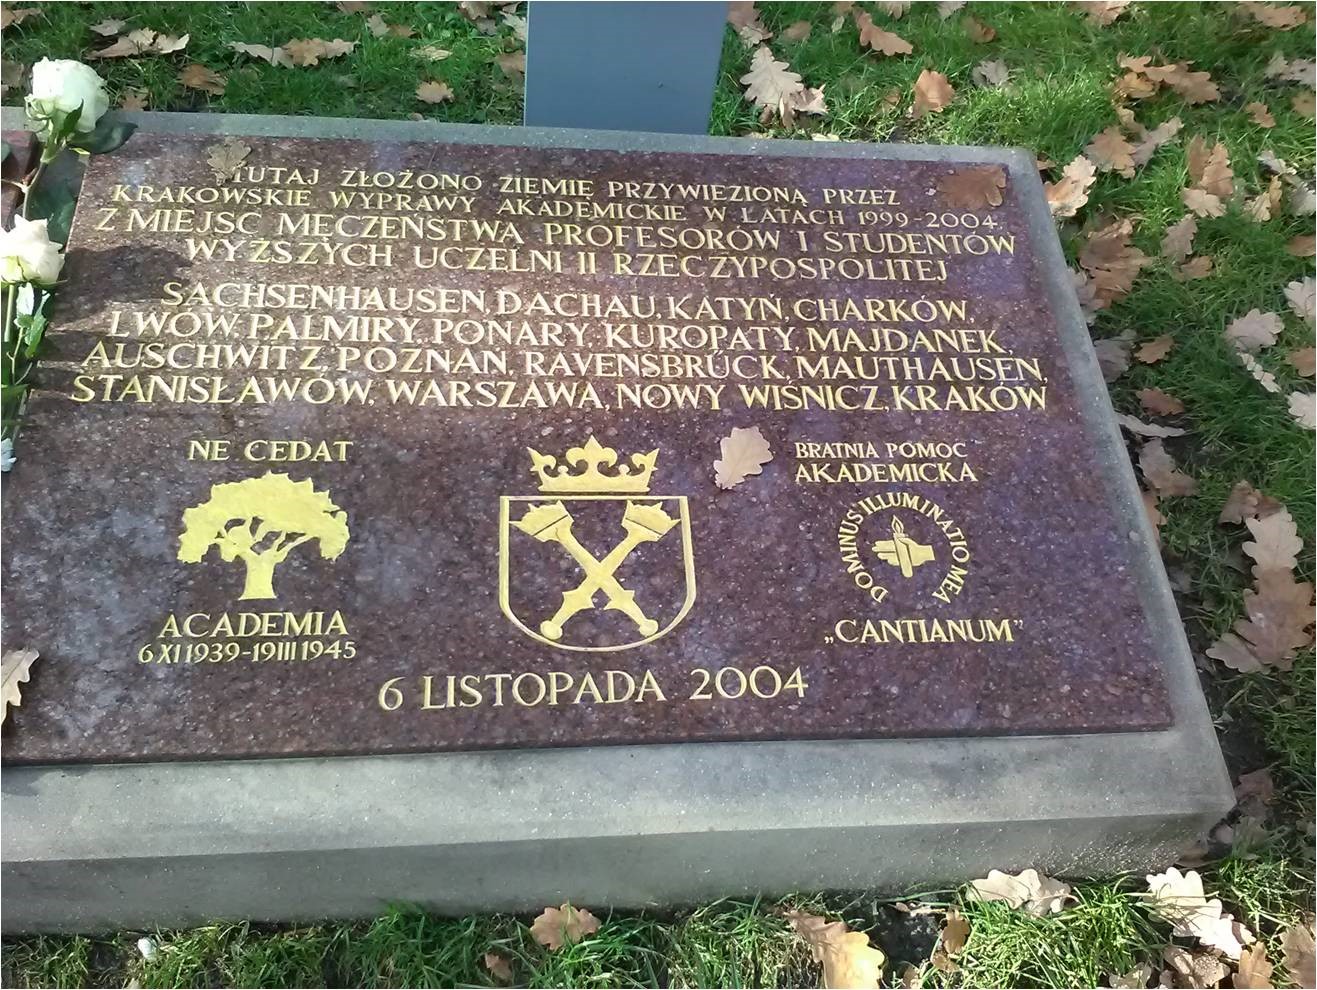 TUTAJ ZŁOŻONO ZIEMIE PRZYWIEZIONĄ PRZEZ
KRAKOWSKIE WYPRAWY AKADEMICKIE W LATACH 1999-2004
Z MIEJSC MĘCZEŃSTWA PROFESORÓW I STUDENTÓW
WYŻSZYCH UCZELNI II RZECZYPOSPOLITEJ
SACHSENHAUSEN, DACHAU, KATYŃ, CHARKÓW,
LWÓW, PALMIRY, PONARY, KUROPATY, MAJDANEK,
AUSCHWITZ, POZNAŃ, RAVENSBRÜCK, MAUTHAUSEN,
STANISŁAWÓW, WARSZAWA, NOWY WIŚNICZ, KRAKÓW
NE CEDAT
ACADEMIA
6 XI 1939-19 III 1945
BRATNIA POMOC
AKADEMICKA
DOMINUS ILLUMINATIO MEA
„CANTIANUM”
6 LISTOPADA 2004